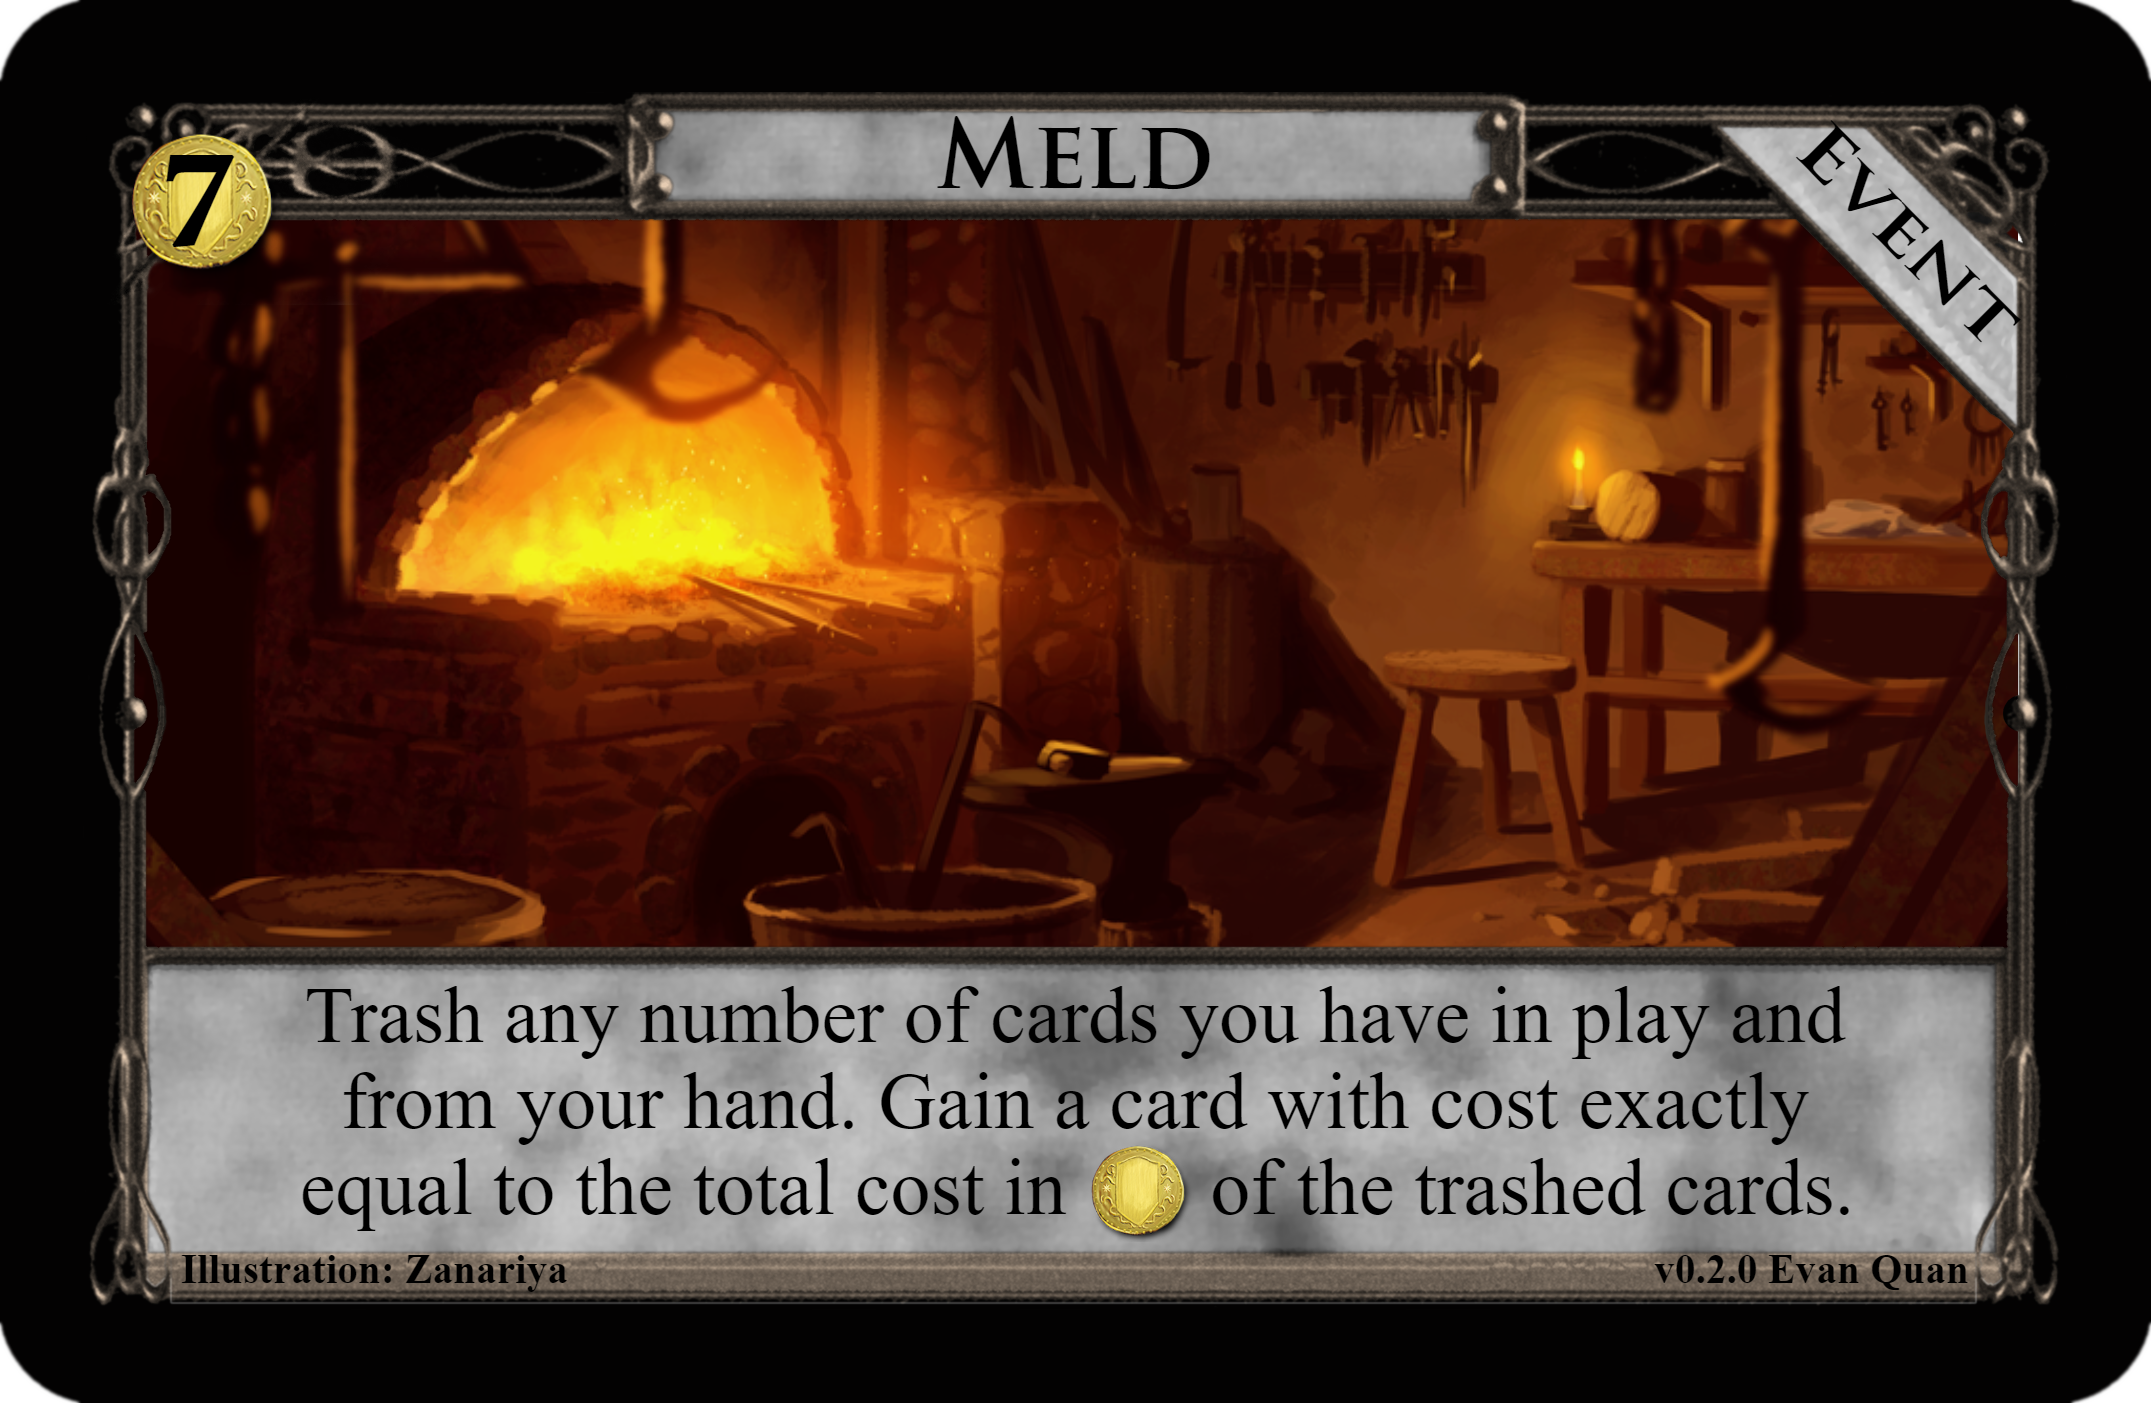 7
Meld
Event
Trash any number of cards you have in play and
from your hand. Gain a card with cost exactly
equal to the total cost in of the trashed cards.
Illustration: Zanariya
v0.2.0 Evan Quan